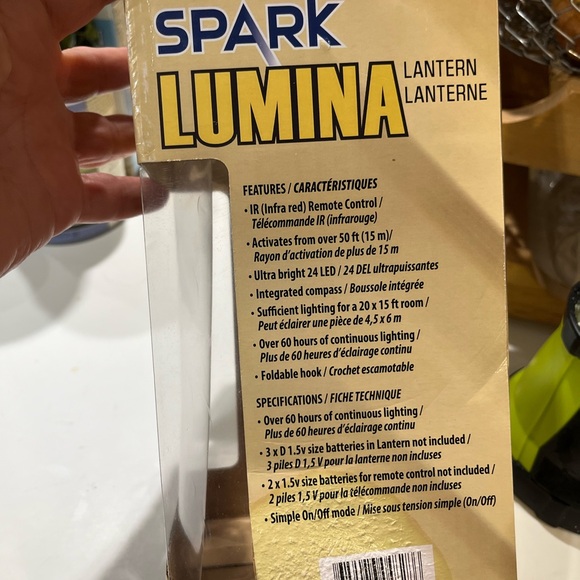 SPARK
LUMINA
LANTERN
LANTERNE
FEATURES / CARACTÉRISTIQUES
• IR (Infra red) Remote Control /
Télécommande IR (infrarouge)
• Activates from over 50 ft (15 m)/
Rayon d'activation de plus de 15 m
• Ultra bright 24 LED / 24 DEL ultrapuissantes
• Integrated compass / Boussole intégrée
• Sufficient lighting for a 20 x 15 ft room /
Peut éclairer une pièce de 4,5 x 6 m
• Over 60 hours of continuous lighting /
Plus de 60 heures d'éclairage continu
• Foldable hook / Crochet escamotable
SPECIFICATIONS / FICHE TECHNIQUE
• Over 60 hours of continuous lighting /
Plus de 60 heures d'éclairage continu
• 3 x D 1.5v size batteries in Lantern not included /
3 piles D 1,5 V pour la lanterne non incluses
• 2 x 1.5v size batteries for remote control not included /
2 piles 1,5 V pour la télécommande non incluses
• Simple On/Off mode / Mise sous tension simple (On/Off)